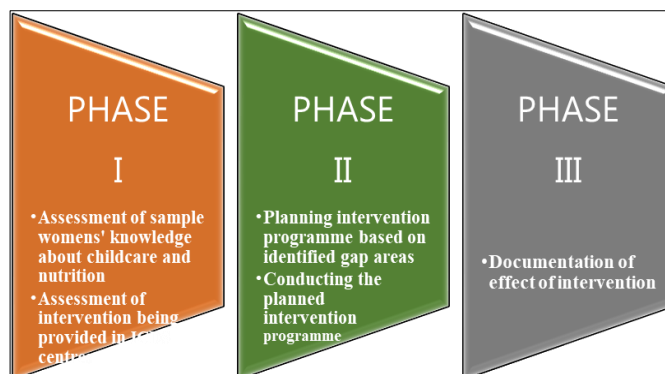 PHASE
I
•Assessment of sample
womens' knowledge
about childcare and
nutrition
•Assessment of
intervention being
provided in
centre
PHASE
II
•Planning intervention
programme based on
identified gap areas
•Conducting the
planned
intervention
programme
PHASE
III
•Documentation of
effect of intervention